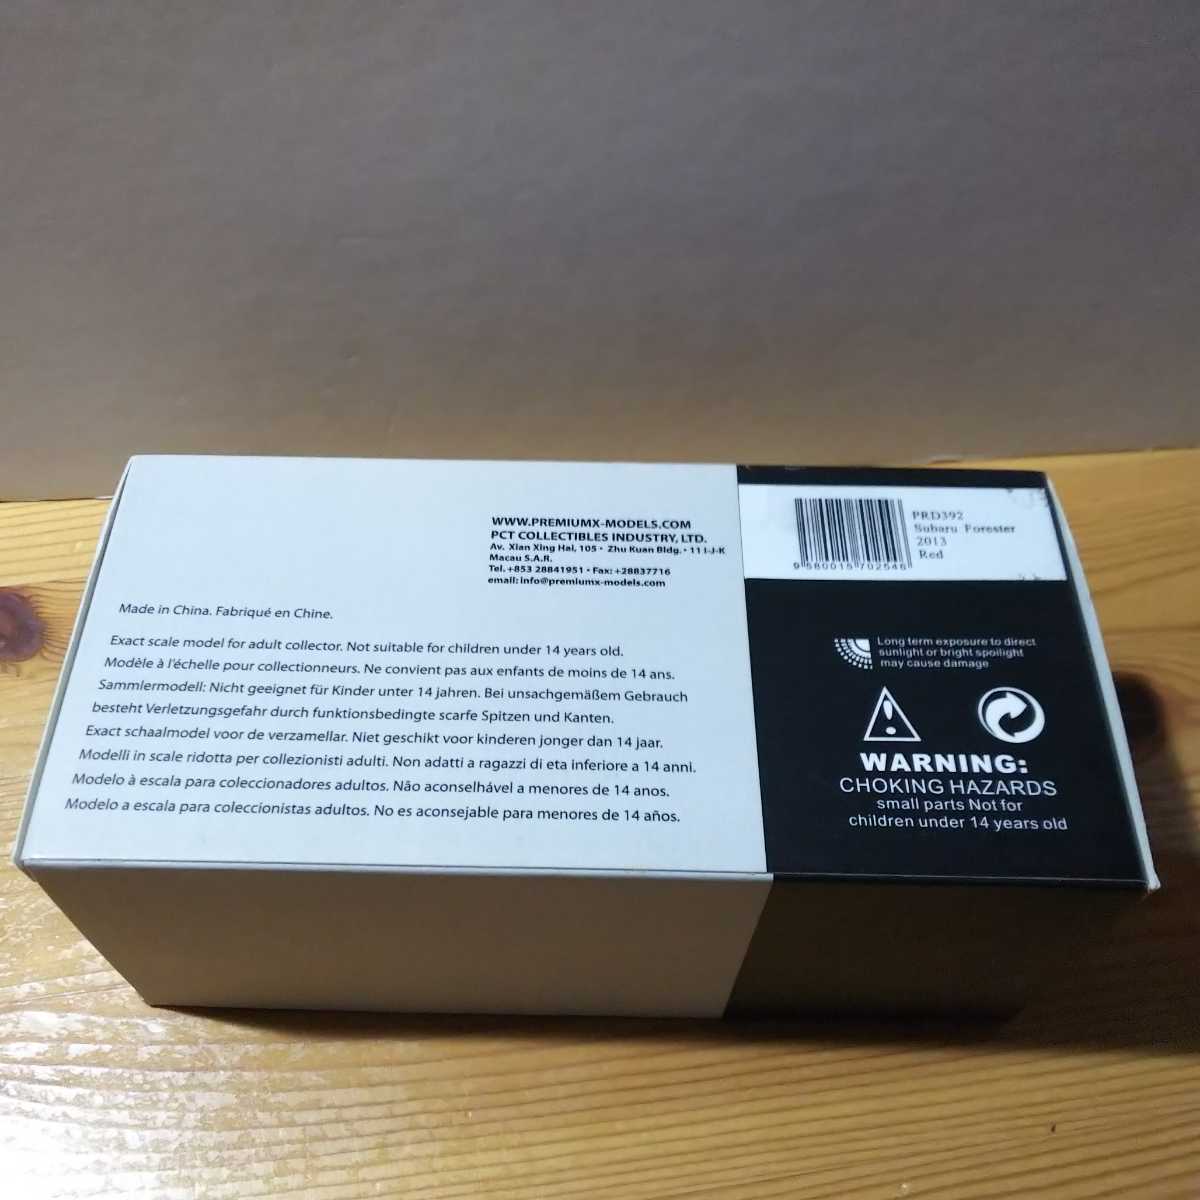 WWW.PREMIUMX-MODELS.COM
PCT COLLECTIBLES INDUSTRY, LTD.
Av. Xian Xing Hai, 105 • Zhu Kuan Bldg. • 11 I-J-K
Macau S.A.R.
Tel. +853 28841951 • Fax: +28837716
email: info@premiumx-models.com
Made in China. Fabriqué en Chine.
Exact scale model for adult collector. Not suitable for children under 14 years old.
Modèle à l'échelle pour collectionneurs. Ne convient pas aux enfants de moins de 14 ans.
Sammlermodell: Nicht geeignet für Kinder unter 14 jahren. Bei unsachgemäßem Gebrauch
besteht Verletzungsgefahr durch funktionsbedingte scarfe Spitzen und Kanten.
Exact schaalmodel voor de verzamellar. Niet geschikt voor kinderen jonger dan 14 jaar.
Modelli in scale ridotta per collezionisti adulti. Non adatti a ragazzi di eta inferiore a 14 anni.
Modelo à escala para coleccionadores adultos. Não aconselhável a menores de 14 anos.
Modelo a escala para coleccionistas adultos. No es aconsejable para menores de 14 años.
PRD392
Subaru Forester
2013
Red
9 580015 702546
Long term exposure to direct
sunlight or bright spoilight
may cause damage
WARNING:
CHOKING HAZARDS
small parts Not for
children under 14 years old